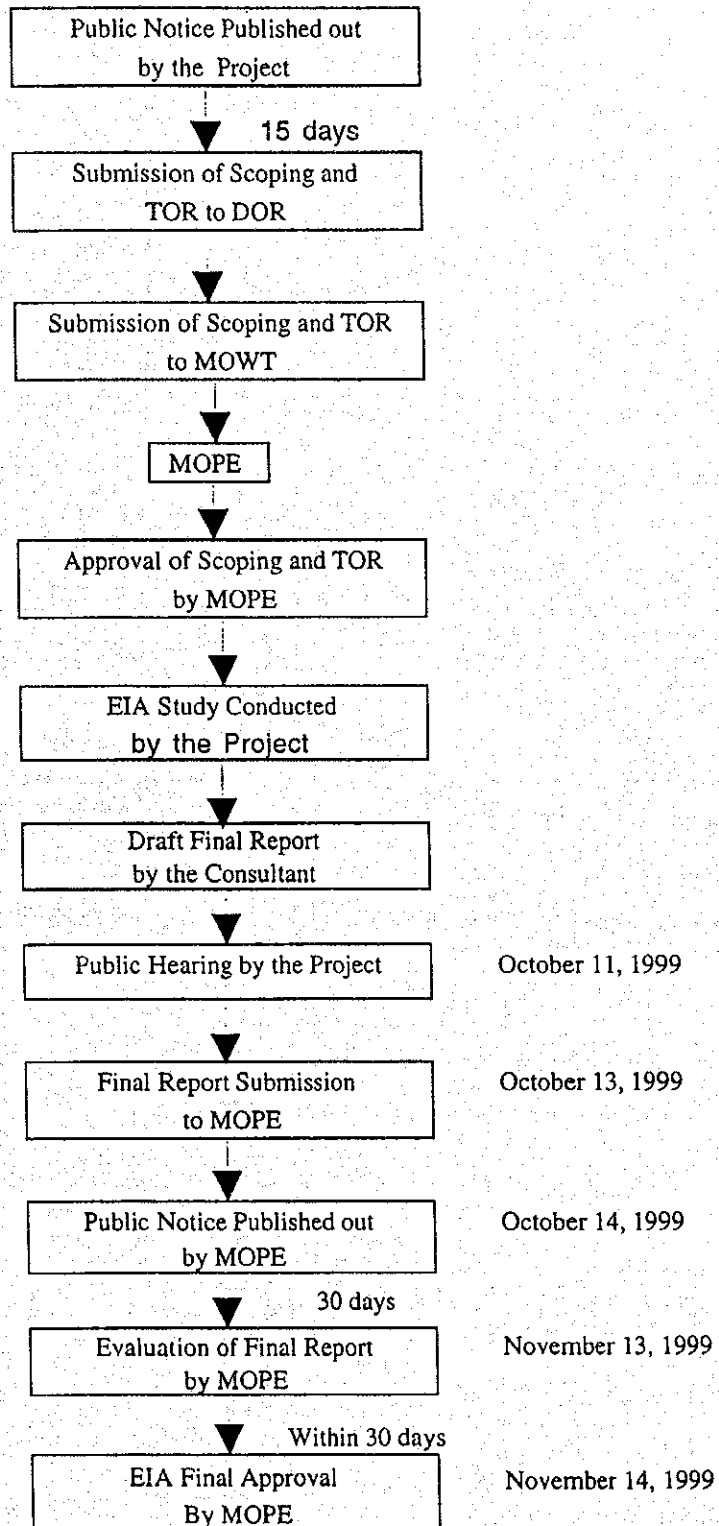 Public Notice Published out
by the Project
15 days
Submission of Scoping and
TOR to DOR
Submission of Scoping and TOR
to MOWT
MOPE
Approval of Scoping and TOR
by MOPE
EIA Study Conducted
by the Project
Draft Final Report
by the Consultant
Public Hearing by the Project
October 11, 1999
Final Report Submission
to MOPE
October 13, 1999
Public Notice Published out
by MOPE
October 14, 1999
30 days
Evaluation of Final Report
by MOPE
November 13, 1999
Within 30 days
EIA Final Approval
By MOPE
November 14, 1999